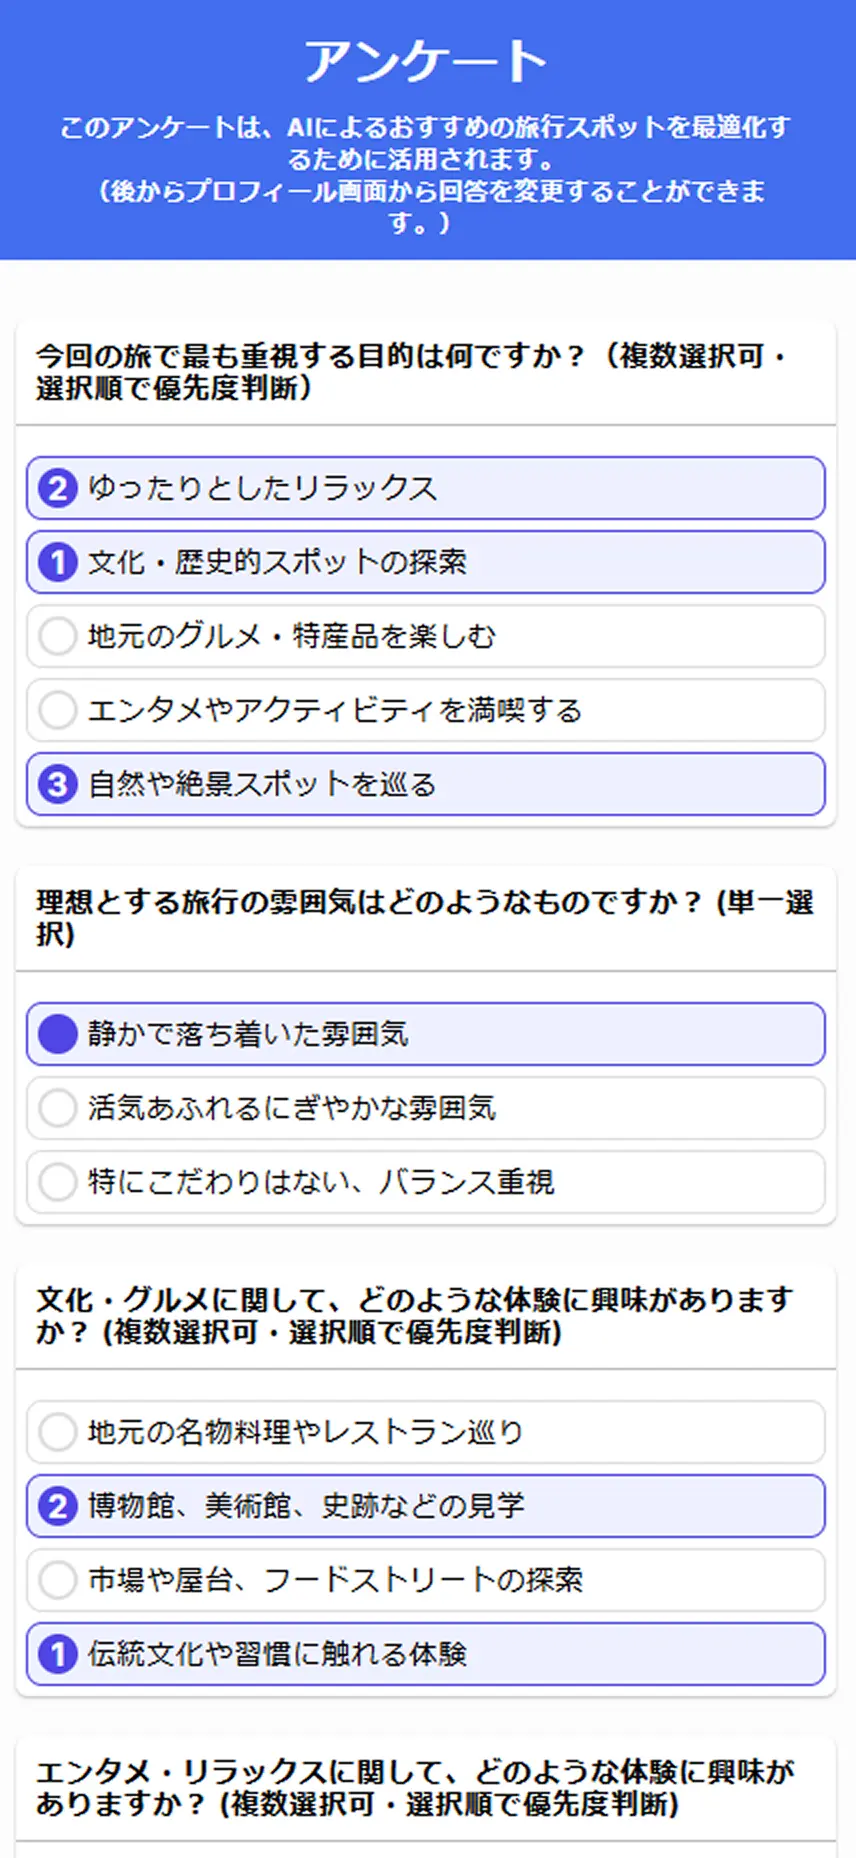 アンケート
このアンケートは、AIによるおすすめの旅行スポットを最適化す
るために活用されます。
（後からプロフィール画面から回答を変更することができま
す。）
今回の旅で最も重視する目的は何ですか？（複数選択可・
選択順で優先度判断）
2 ゆったりとしたリラックス
1 文化・歴史的スポットの探索
地元のグルメ・特産品を楽しむ
エンタメやアクティビティを満喫する
3 自然や絶景スポットを巡る
理想とする旅行の雰囲気はどのようなものですか？ (単一選
択)
静かで落ち着いた雰囲気
活気あふれるにぎやかな雰囲気
特にこだわりはない、バランス重視
文化・グルメに関して、どのような体験に興味があります
か？ (複数選択可・選択順で優先度判断)
地元の名物料理やレストラン巡り
2 博物館、美術館、史跡などの見学
市場や屋台、フードストリートの探索
1 伝統文化や習慣に触れる体験
エンタメ・リラックスに関して、どのような体験に興味が
ありますか？ (複数選択可・選択順で優先度判断)